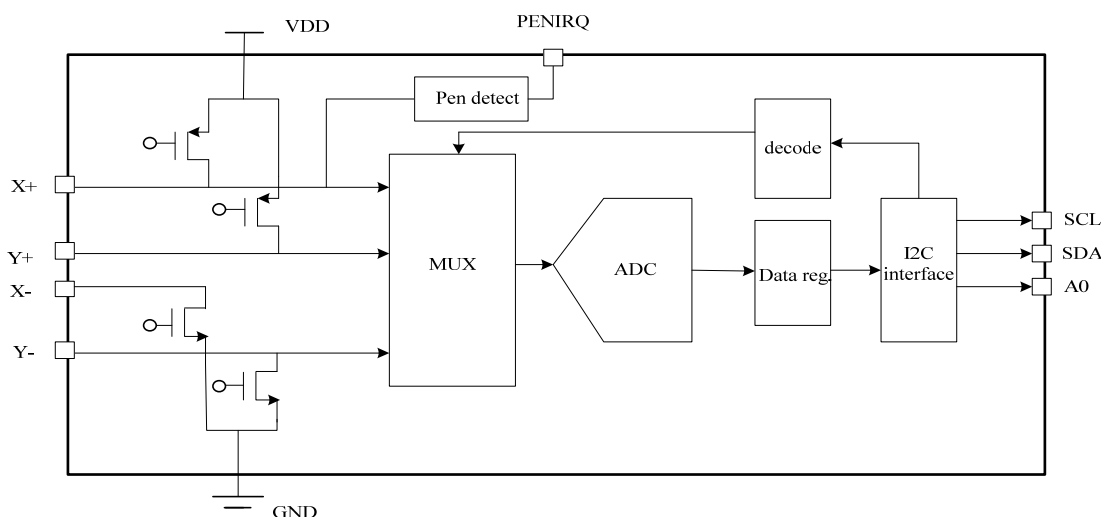 PENIRQ
VDD
Pen detect
decode
X+
Y+
X-
Y-
MUX
ADC
Data reg.
I2C
interface
SCL
SDA
A0
GND